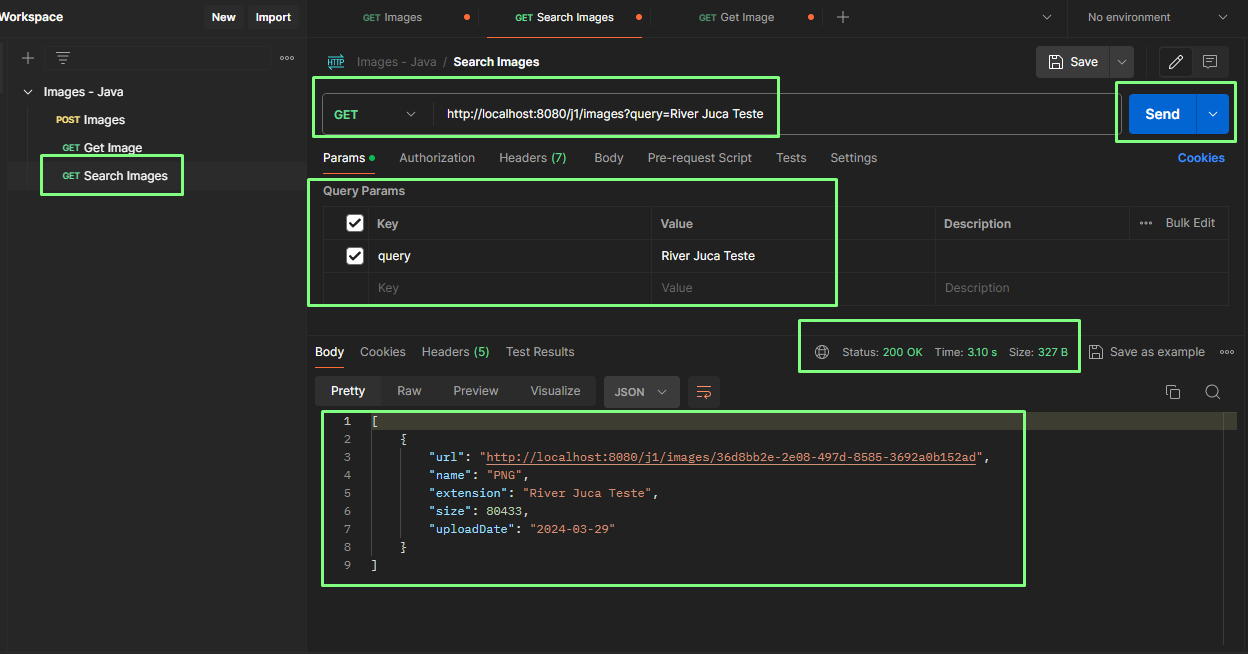 Workspace New Import GET Images GET Search Images GET Get Image No environment
Images - Java / Search Images Save
Images - Java
GET http://localhost:8080/j1/images?query=River Juca Teste Send
POST Images
GET Get Image
GET Search Images
Params Authorization Headers (7) Body Pre-request Script Tests Settings Cookies
Query Params
Key Value Description Bulk Edit
query River Juca Teste
Key Value Description
Body Cookies Headers (5) Test Results Status: 200 OK Time: 3.10 s Size: 327 B Save as example
Pretty Raw Preview Visualize JSON
1 [
2 {
3 "url": "http://localhost:8080/j1/images/36d8bb2e-2e08-497d-8585-3692a0b152ad",
4 "name": "PNG",
5 "extension": "River Juca Teste",
6 "size": 80433,
7 "uploadDate": "2024-03-29"
8 }
9 ]